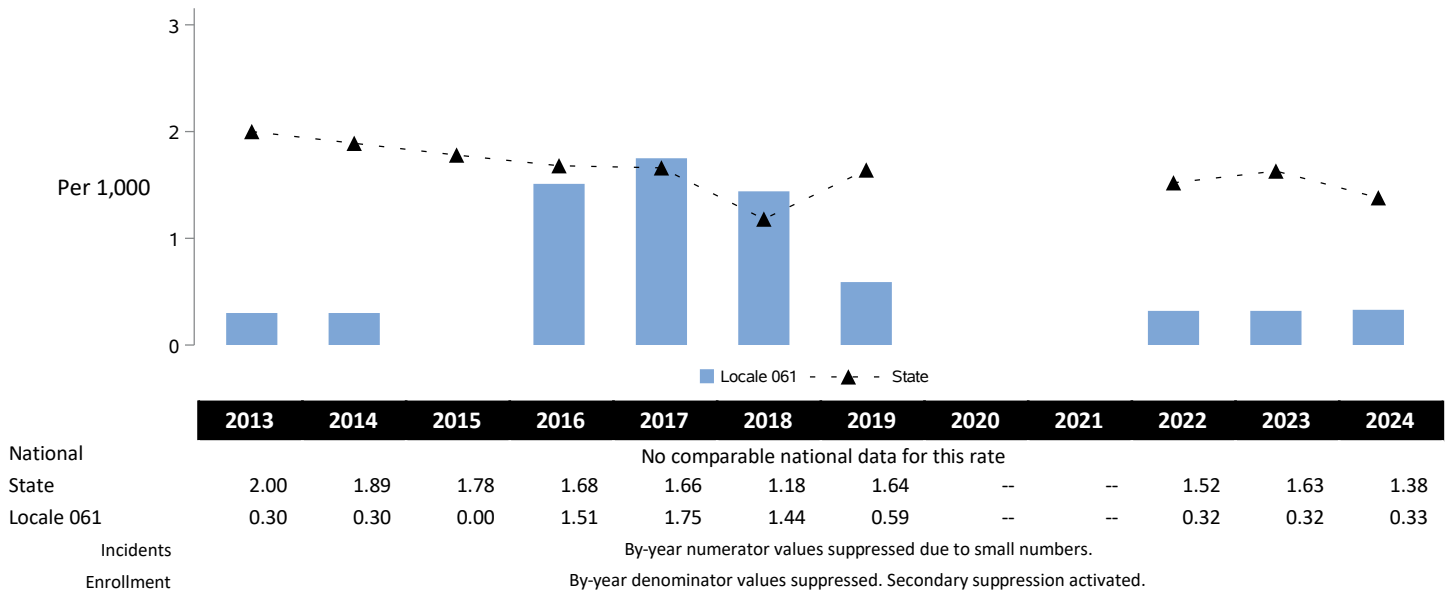 3
2
Per 1,000
1
0
Locale 061 State
2013 2014 2015 2016 2017 2018 2019 2020 2021 2022 2023 2024
National No comparable national data for this rate
State 2.00 1.89 1.78 1.68 1.66 1.18 1.64 -- -- 1.52 1.63 1.38
Locale 061 0.30 0.30 0.00 1.51 1.75 1.44 0.59 -- -- 0.32 0.32 0.33
Incidents By-year numerator values suppressed due to small numbers.
Enrollment By-year denominator values suppressed. Secondary suppression activated.